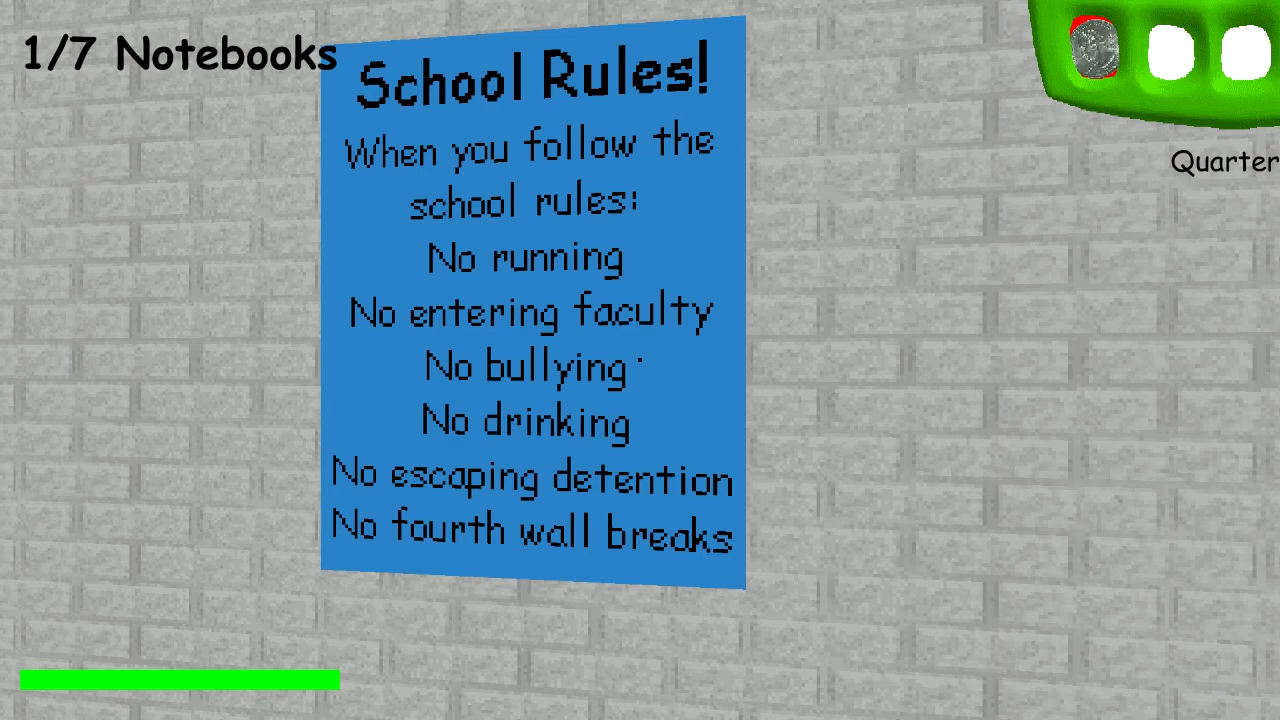 1/7 Notebooks
School Rules!
When you follow the
school rules:
No running
No entering faculty
No bullying
No drinking
No escaping detention
No fourth wall breaks
Quarter